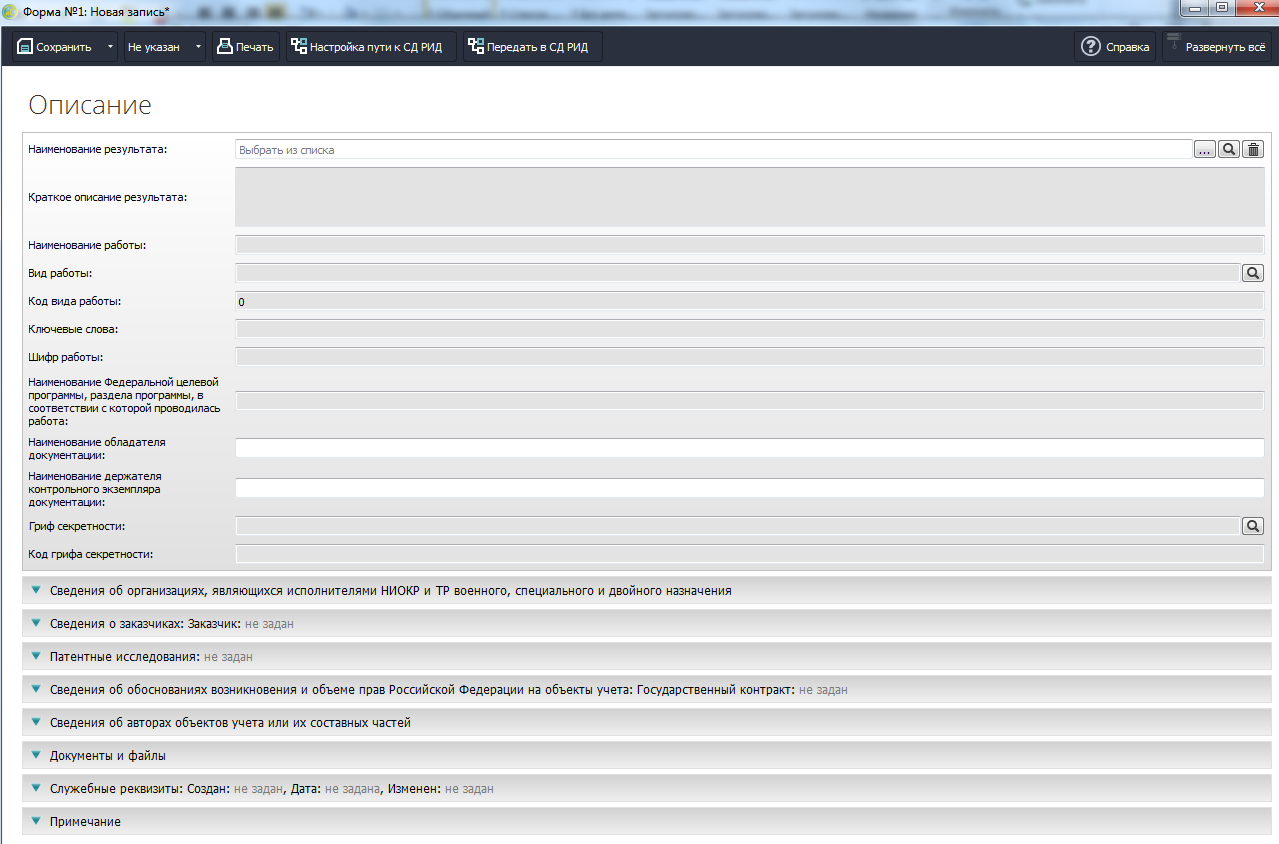 Форма №1: Новая запись*
Сохранить Не указан Печать Настройка пути к СД РИД Передать в СД РИД Справка Развернуть всё
Описание
Наименование результата: Выбрать из списка ...
Краткое описание результата:
Наименование работы:
Вид работы:
Код вида работы: 0
Ключевые слова:
Шифр работы:
Наименование Федеральной целевой
программы, раздела программы, в
соответствии с которой проводилась
работа:
Наименование обладателя
документации:
Наименование держателя
контрольного экземпляра
документации:
Гриф секретности:
Код грифа секретности:
Сведения об организациях, являющихся исполнителями НИОКР и ТР военного, специального и двойного назначения
Сведения о заказчиках: Заказчик: не задан
Патентные исследования: не задан
Сведения об обоснованиях возникновения и объеме прав Российской Федерации на объекты учета: Государственный контракт: не задан
Сведения об авторах объектов учета или их составных частей
Документы и файлы
Служебные реквизиты: Создан: не задан, Дата: не задана, Изменен: не задан
Примечание